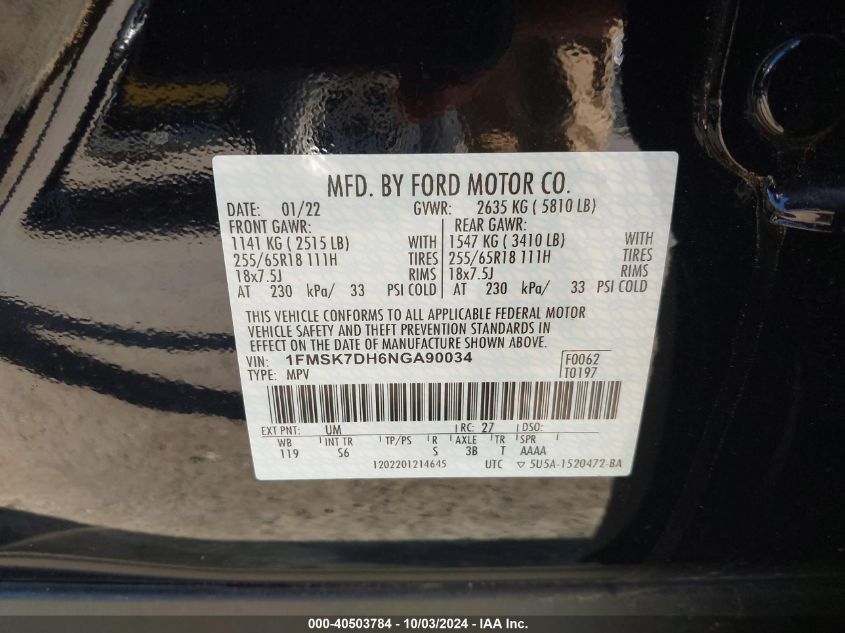 MFD. BY FORD MOTOR CO.
DATE: 01/22 GVWR: 2635 KG ( 5810 LB)
FRONT GAWR: REAR GAWR:
1141 KG ( 2515 LB) WITH 1547 KG ( 3410 LB) WITH
255/65R18 111H TIRES 255/65R18 111H TIRES
18x7.5J RIMS 18x7.5J RIMS
AT 230 kPa/ 33 PSI COLD AT 230 kPa/ 33 PSI COLD
THIS VEHICLE CONFORMS TO ALL APPLICABLE FEDERAL MOTOR
VEHICLE SAFETY AND THEFT PREVENTION STANDARDS IN
EFFECT ON THE DATE OF MANUFACTURE SHOWN ABOVE.
VIN: 1FMSK7DH6NGA90034 F0062
TYPE: MPV T0197
EXT PNT: UM RC: 27 DSO:
WB INT TR TP/PS R AXLE TR SPR
119 S6 S 3B T AAAA
1202201214645 UTC ▽ 5U5A-1520472-BA
000-40503784 - 10/03/2024 - IAA Inc.